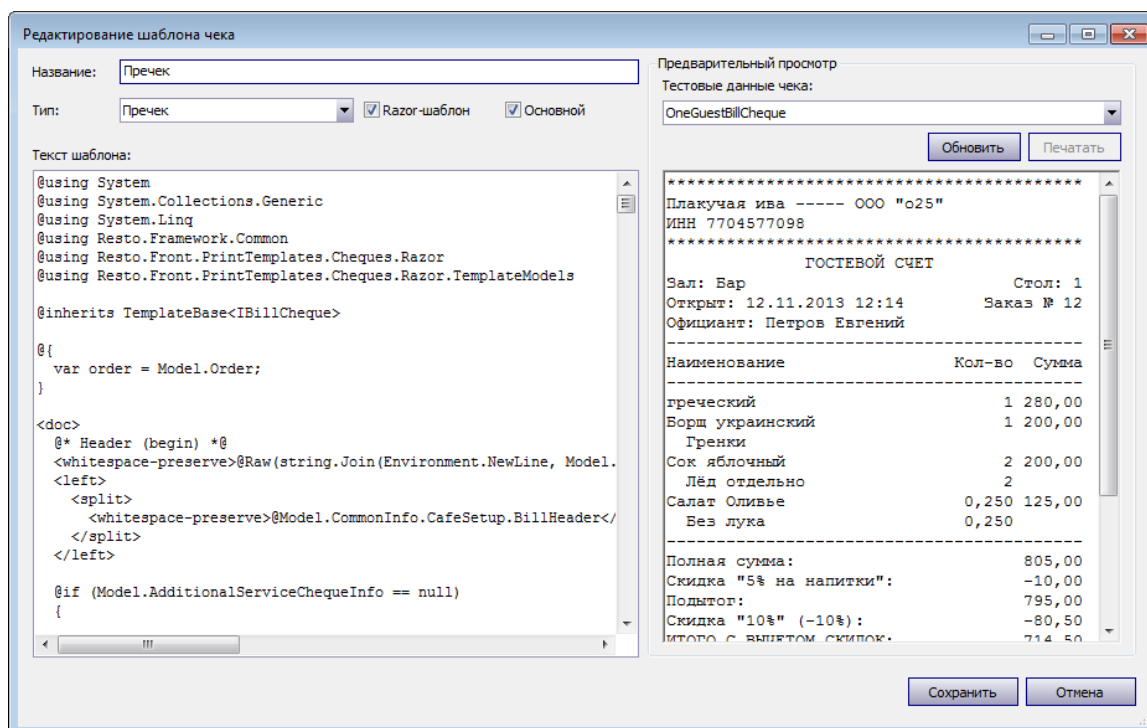 Редактирование шаблона чека
Название: Пречек
Тип: Пречек Razor-шаблон Основной
Текст шаблона:
@using System
@using System.Collections.Generic
@using System.Linq
@using Resto.Framework.Common
@using Resto.Front.PrintTemplates.Cheques.Razor
@using Resto.Front.PrintTemplates.Cheques.Razor.TemplateModels
@inherits TemplateBase<IBillCheque>
@{
var order = Model.Order;
}
<doc>
@* Header (begin) *@
<whitespace-preserve>@Raw(string.Join(Environment.NewLine, Model.
<left>
<split>
<whitespace-preserve>@Model.CommonInfo.CafeSetup.BillHeader</
</split>
</left>
@if (Model.AdditionalServiceChequeInfo == null)
{
Предварительный просмотр
Тестовые данные чека:
OneGuestBillCheque
Обновить Печатать
******************************************
Плакучая ива ----- ООО "о25"
ИНН 7704577098
******************************************
ГОСТЕВОЙ СЧЕТ
Зал: Бар Стол: 1
Открыт: 12.11.2013 12:14 Заказ № 12
Официант: Петров Евгений
------------------------------------------
Наименование Кол-во Сумма
------------------------------------------
греческий 1 280,00
Борщ украинский 1 200,00
Гренки
Сок яблочный 2 200,00
Лёд отдельно 2
Салат Оливье 0,250 125,00
Без лука 0,250
------------------------------------------
Полная сумма: 805,00
Скидка "5% на напитки": -10,00
Подытог: 795,00
Скидка "10%" (-10%): -80,50
ИТОГО С ВЫЧЕТОМ СКИДОК: 714,50
Сохранить Отмена